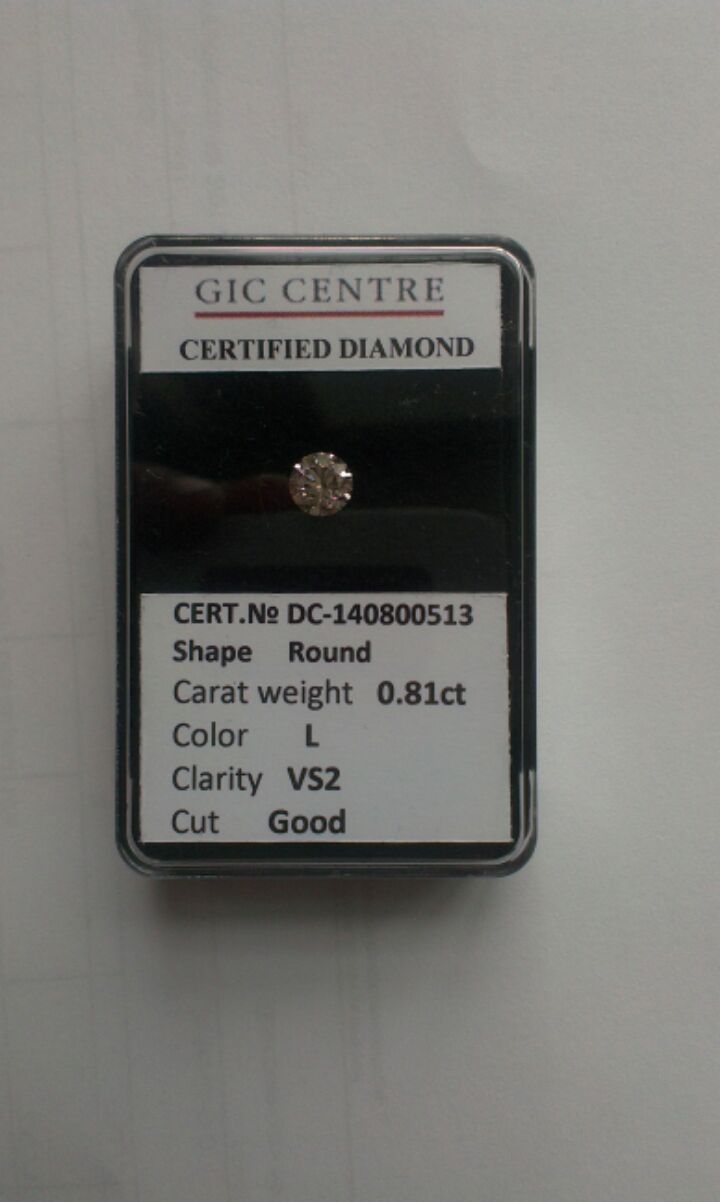 GIC CENTRE
CERTIFIED DIAMOND
CERT.№ DC-140800513
Shape Round
Carat weight 0.81ct
Color L
Clarity VS2
Cut Good